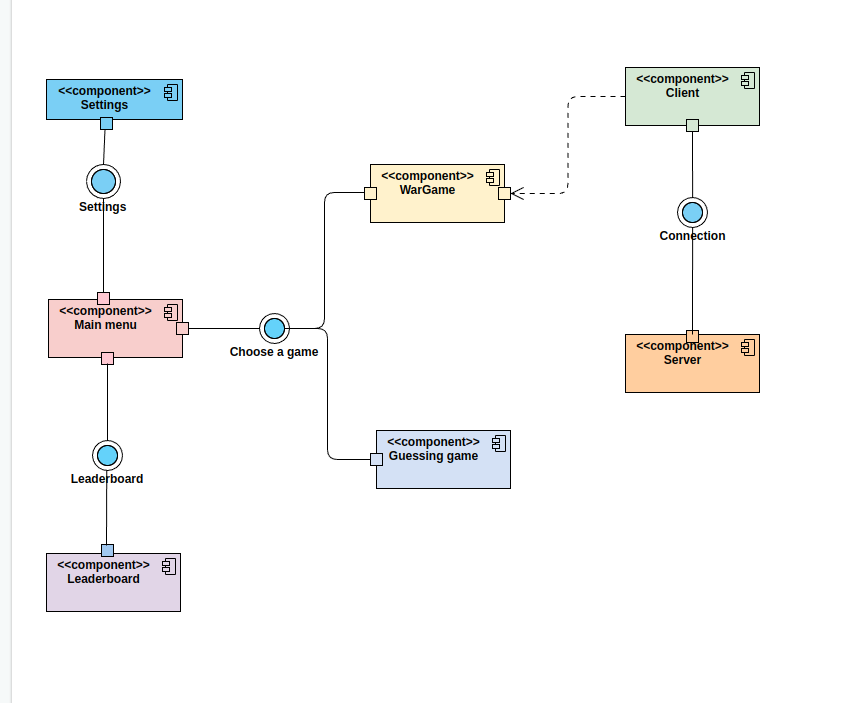 <<component>>
Settings
Settings
<<component>>
Main menu
Choose a game
Leaderboard
<<component>>
Leaderboard
<<component>>
WarGame
<<component>>
Guessing game
<<component>>
Client
Connection
<<component>>
Server